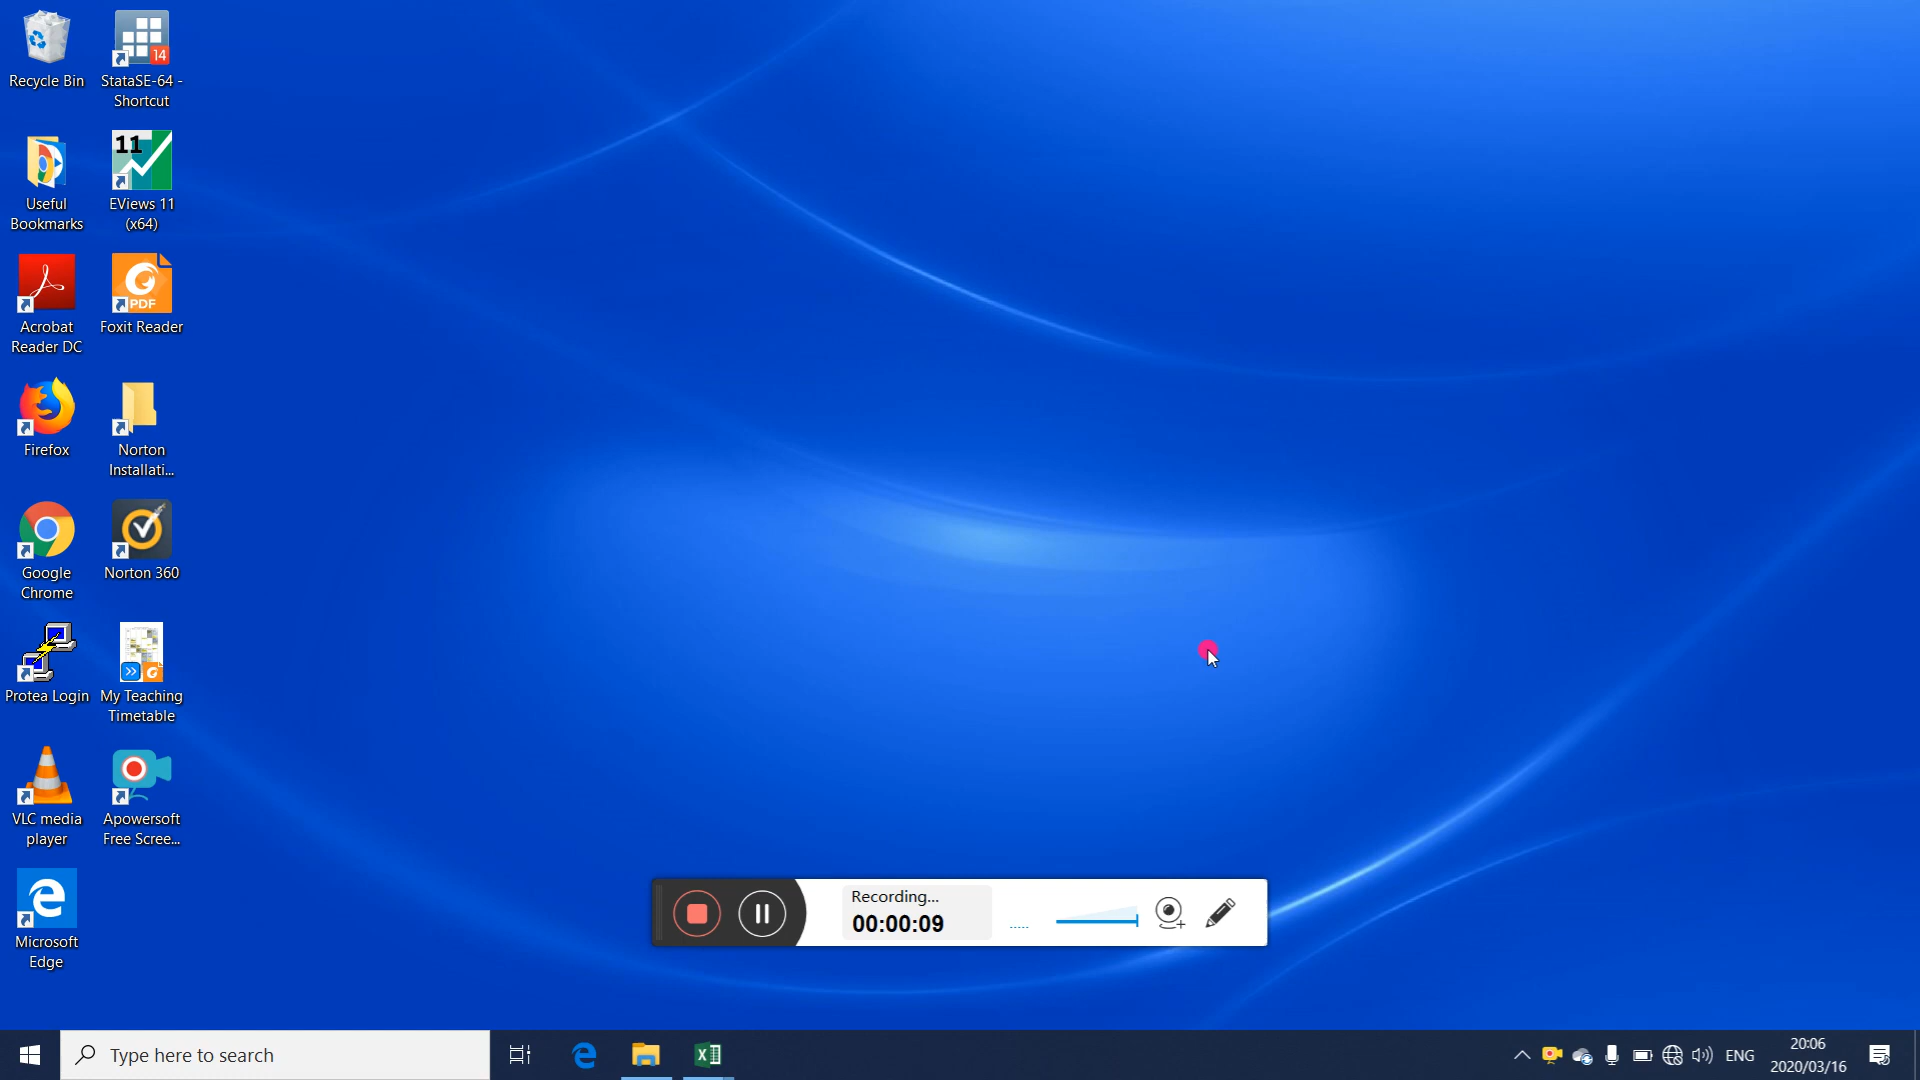 Recycle Bin
StataSE-64 -
Shortcut
14
Useful
Bookmarks
11
EViews 11
(x64)
Acrobat
Reader DC
PDF
Foxit Reader
Firefox
Norton
Installati...
Google
Chrome
Norton 360
Protea Login
My Teaching
Timetable
VLC media
player
Apowersoft
Free Scree...
Microsoft
Edge
Recording...
00:00:09
Type here to search
ENG
20:06
2020/03/16